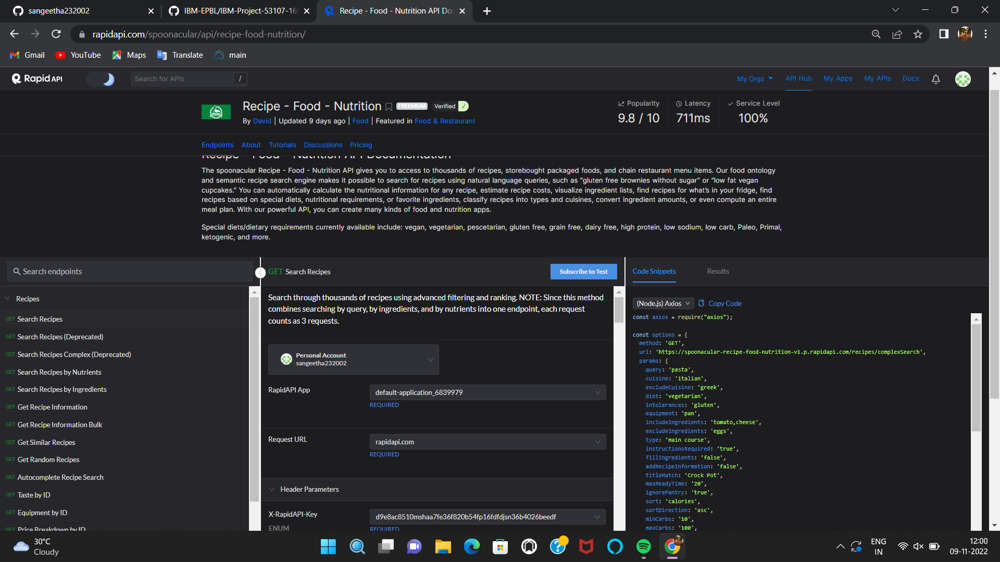 sangeetha232002
IBM-EPBL/IBM-Project-53107-16
Recipe - Food - Nutrition API Do
rapidapi.com/spoonacular/api/recipe-food-nutrition/
Gmail YouTube Maps Translate main
Rapid API
Search for APIs /
My Orgs API Hub My Apps My APIs Docs
Recipe - Food - Nutrition FREEMIUM Verified ✓
By David | Updated 9 days ago | Food | Featured in Food & Restaurant
Popularity
9.8 / 10
Latency
711ms
Service Level
100%
Endpoints About Tutorials Discussions Pricing
Recipe - Food - Nutrition API Documentation
The spoonacular Recipe - Food - Nutrition API gives you to access to thousands of recipes, storebought packaged foods, and chain restaurant menu items. Our food ontology
and semantic recipe search engine makes it possible to search for recipes using natural language queries, such as “gluten free brownies without sugar” or “low fat vegan
cupcakes.” You can automatically calculate the nutritional information for any recipe, estimate recipe costs, visualize ingredient lists, find recipes for what’s in your fridge, find
recipes based on special diets, nutritional requirements, or favorite ingredients, classify recipes into types and cuisines, convert ingredient amounts, or even compute an entire
meal plan. With our powerful API, you can create many kinds of food and nutrition apps.
Special diets/dietary requirements currently available include: vegan, vegetarian, pescetarian, gluten free, grain free, dairy free, high protein, low sodium, low carb, Paleo, Primal,
ketogenic, and more.
Search endpoints
Recipes
GET Search Recipes
GET Search Recipes (Deprecated)
GET Search Recipes Complex (Deprecated)
GET Search Recipes by Nutrients
GET Search Recipes by Ingredients
GET Get Recipe Information
GET Get Recipe Information Bulk
GET Get Similar Recipes
GET Get Random Recipes
GET Autocomplete Recipe Search
GET Taste by ID
GET Equipment by ID
GET Price Breakdown by ID
GET Search Recipes
Subscribe to Test
Search through thousands of recipes using advanced filtering and ranking. NOTE: Since this method
combines searching by query, by ingredients, and by nutrients into one endpoint, each request
counts as 3 requests.
Personal Account
sangeetha232002
RapidAPI App
default-application_6839979
REQUIRED
Request URL
rapidapi.com
REQUIRED
Header Parameters
X-RapidAPI-Key
d9e8ac8510mshaa7fe36f820b54fp16fdfdjsn36b4026beedf
ENUM
REQUIRED
Code Snippets Results
(Node.js) Axios Copy Code
const axios = require("axios");
const options = {
method: 'GET',
url: 'https://spoonacular-recipe-food-nutrition-v1.p.rapidapi.com/recipes/complexSearch',
params: {
query: 'pasta',
cuisine: 'italian',
excludeCuisine: 'greek',
diet: 'vegetarian',
intolerances: 'gluten',
equipment: 'pan',
includeIngredients: 'tomato,cheese',
excludeIngredients: 'eggs',
type: 'main course',
instructionsRequired: 'true',
fillIngredients: 'false',
addRecipeInformation: 'false',
titleMatch: 'Crock Pot',
maxReadyTime: '20',
ignorePantry: 'true',
sort: 'calories',
sortDirection: 'asc',
minCarbs: '10',
maxCarbs: '100',
30°C
Cloudy
ENG
IN
12:00
09-11-2022